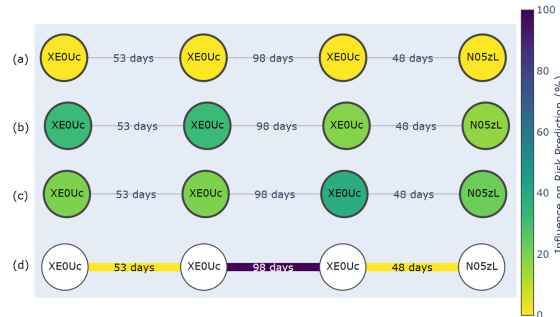 (a) XE0Uc 53 days XE0Uc 98 days XE0Uc 48 days N05zL
(b) XE0Uc 53 days XE0Uc 98 days XE0Uc 48 days N05zL
(c) XE0Uc 53 days XE0Uc 98 days XE0Uc 48 days N05zL
(d) XE0Uc 53 days XE0Uc 98 days XE0Uc 48 days N05zL
100
80
60
40
20
0
Influence on Risk Prediction (%)